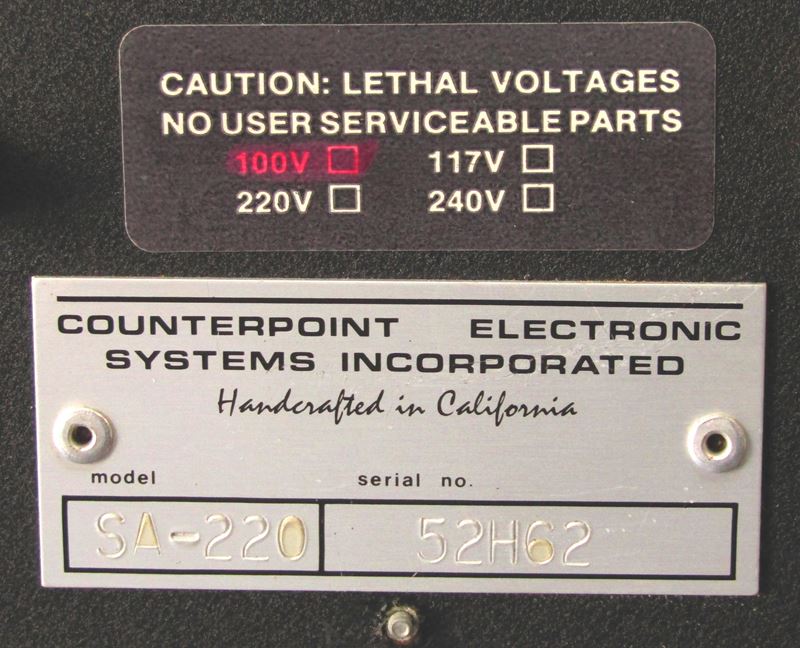 CAUTION: LETHAL VOLTAGES
NO USER SERVICEABLE PARTS
100V 117V
220V 240V
COUNTERPOINT ELECTRONIC
SYSTEMS INCORPORATED
Handcrafted in California
model serial no.
SA-220 52H62